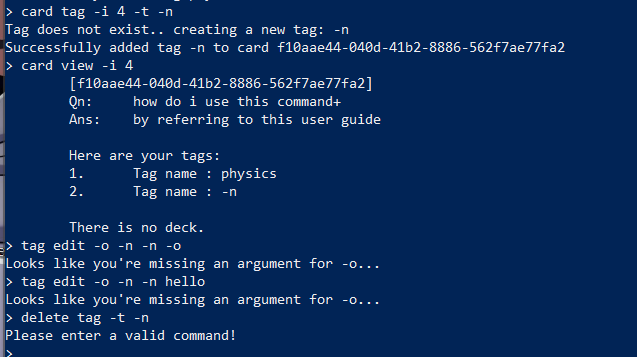 > card tag -i 4 -t -n
Tag does not exist.. creating a new tag: -n
Successfully added tag -n to card f10aae44-040d-41b2-8886-562f7ae77fa2
> card view -i 4
[f10aae44-040d-41b2-8886-562f7ae77fa2]
Qn: how do i use this command+
Ans: by referring to this user guide
Here are your tags:
1. Tag name : physics
2. Tag name : -n
There is no deck.
> tag edit -o -n -n -o
Looks like you're missing an argument for -o...
> tag edit -o -n -n hello
Looks like you're missing an argument for -o...
> delete tag -t -n
Please enter a valid command!
>